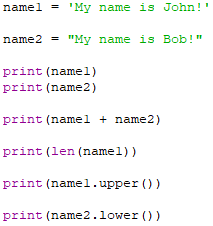 name1 = 'My name is John!'
name2 = "My name is Bob!"
print(name1)
print(name2)
print(name1 + name2)
print(len(name1))
print(name1.upper())
print(name2.lower())